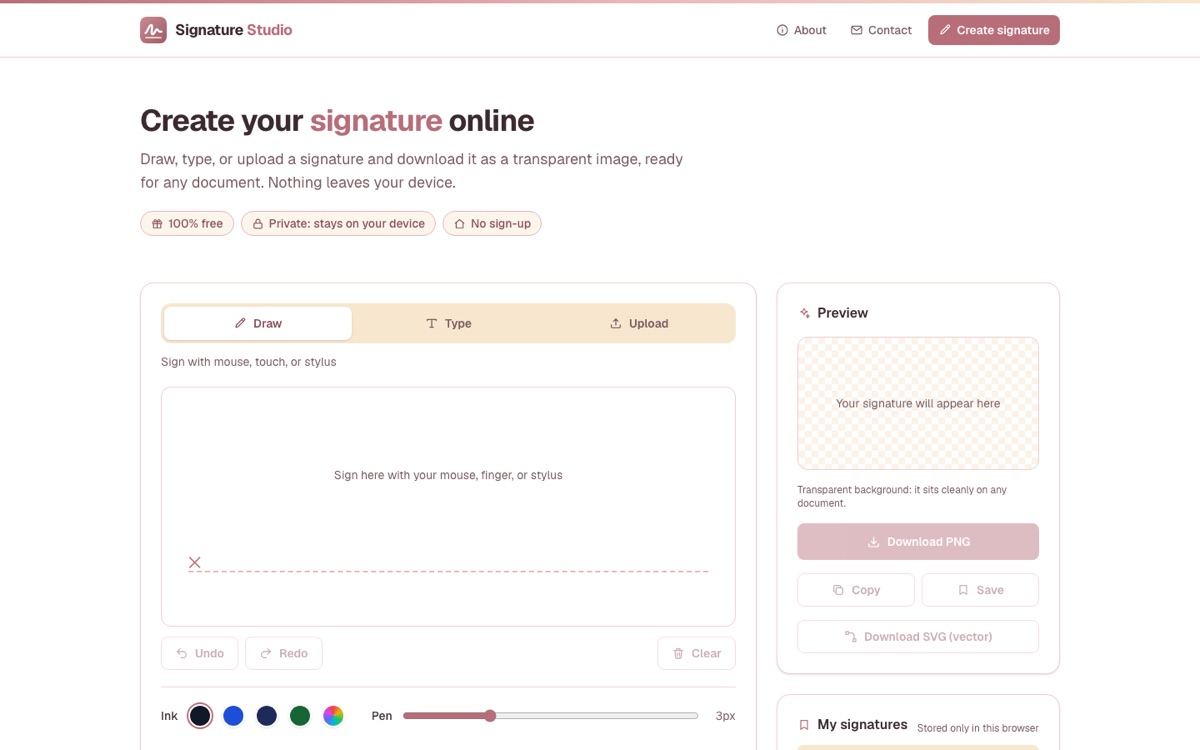 Signature Studio
About
Contact
Create signature
Create your signature online
Draw, type, or upload a signature and download it as a transparent image, ready
for any document. Nothing leaves your device.
100% free
Private: stays on your device
No sign-up
Draw
Type
Upload
Sign with mouse, touch, or stylus
Sign here with your mouse, finger, or stylus
Undo
Redo
Clear
Ink
Pen
3px
Preview
Your signature will appear here
Transparent background: it sits cleanly on any
document.
Download PNG
Copy
Save
Download SVG (vector)
My signatures
Stored only in this browser